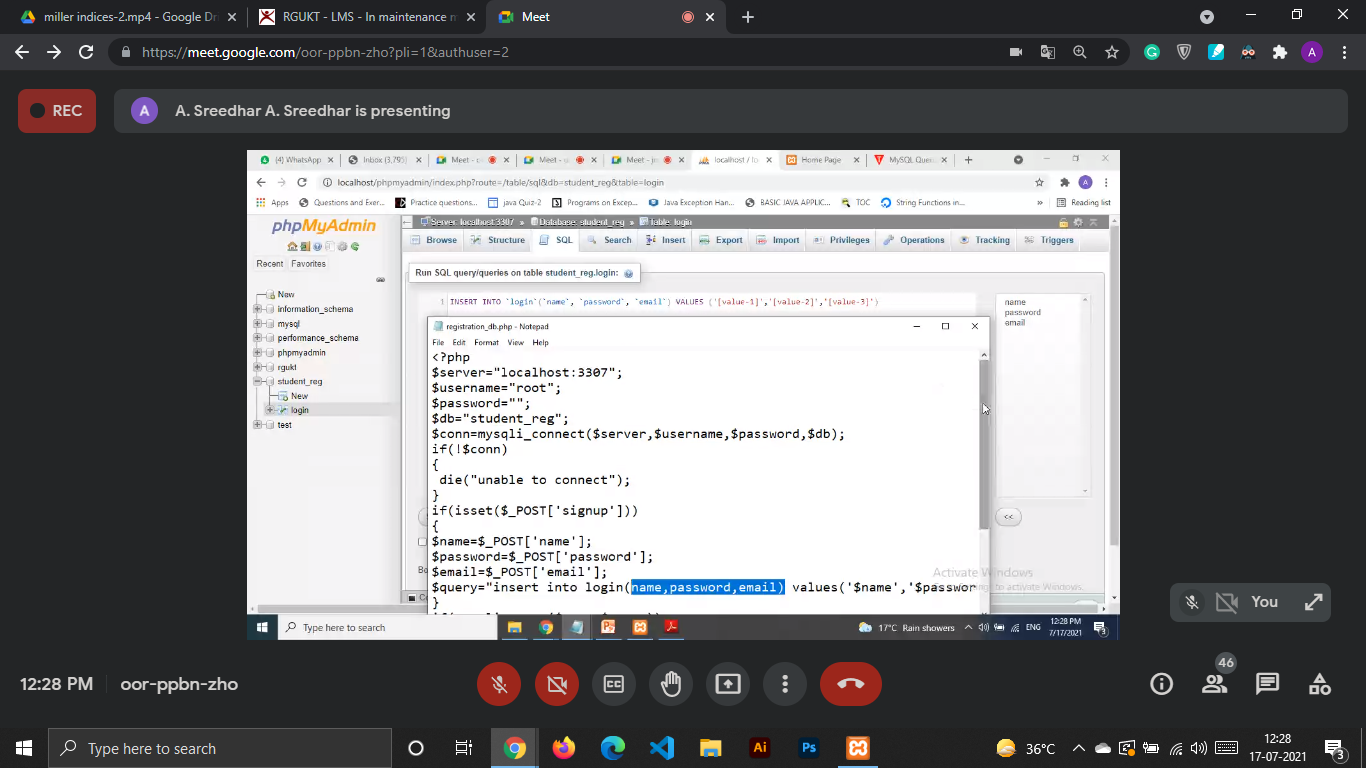 miller indices-2.mp4 - Google Dri
RGUKT - LMS - In maintenance m
Meet
https://meet.google.com/oor-ppbn-zho?pli=1&authuser=2
A
REC
A
A. Sreedhar A. Sreedhar is presenting
(4) WhatsApp
Inbox (3,795)
Meet -
Meet -
Meet -
localhost / lo
Home Page
MySQL Quer
localhost/phpmyadmin/index.php?route=/table/sql&db=student_reg&table=login
A
Apps
Questions and Exer...
Practice questions...
java Quiz-2
Programs on Excep...
Java Exception Han...
BASIC JAVA APPLIC...
TOC
String Functions in...
»
Reading list
phpMyAdmin
Recent
Favorites
New
information_schema
mysql
performance_schema
phpmyadmin
rgukt
student_reg
New
login
test
Server: localhost:3307 » Database: student_reg » Table: login
Browse
Structure
SQL
Search
Insert
Export
Import
Privileges
Operations
Tracking
Triggers
Run SQL query/queries on table student_reg.login:
1 INSERT INTO `login`(`name`, `password`, `email`) VALUES ('[value-1]','[value-2]','[value-3]')
name
password
email
<<
registration_db.php - Notepad
File Edit Format View Help
<?php
$server="localhost:3307";
$username="root";
$password="";
$db="student_reg";
$conn=mysqli_connect($server,$username,$password,$db);
if(!$conn)
{
die("unable to connect");
}
if(isset($_POST['signup']))
{
$name=$_POST['name'];
$password=$_POST['password'];
$email=$_POST['email'];
$query="insert into login(name,password,email) values('$name','$passwor
}
Activate Windows
to activate Windows.
Type here to search
17°C Rain showers
ENG
12:28 PM
7/17/2021
3
You
12:28 PM
oor-ppbn-zho
CC
46
Type here to search
Ai
Ps
36°C
12:28
17-07-2021
3